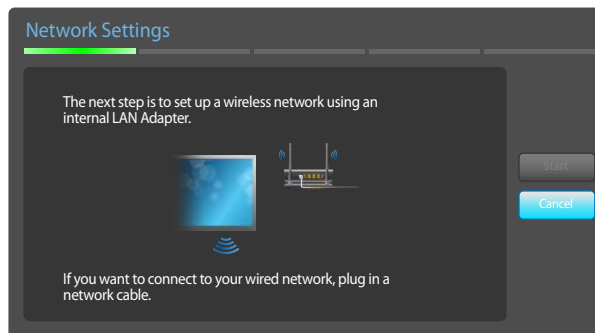 Network Settings
The next step is to set up a wireless network using an
internal LAN Adapter.
Start
Cancel
If you want to connect to your wired network, plug in a
network cable.